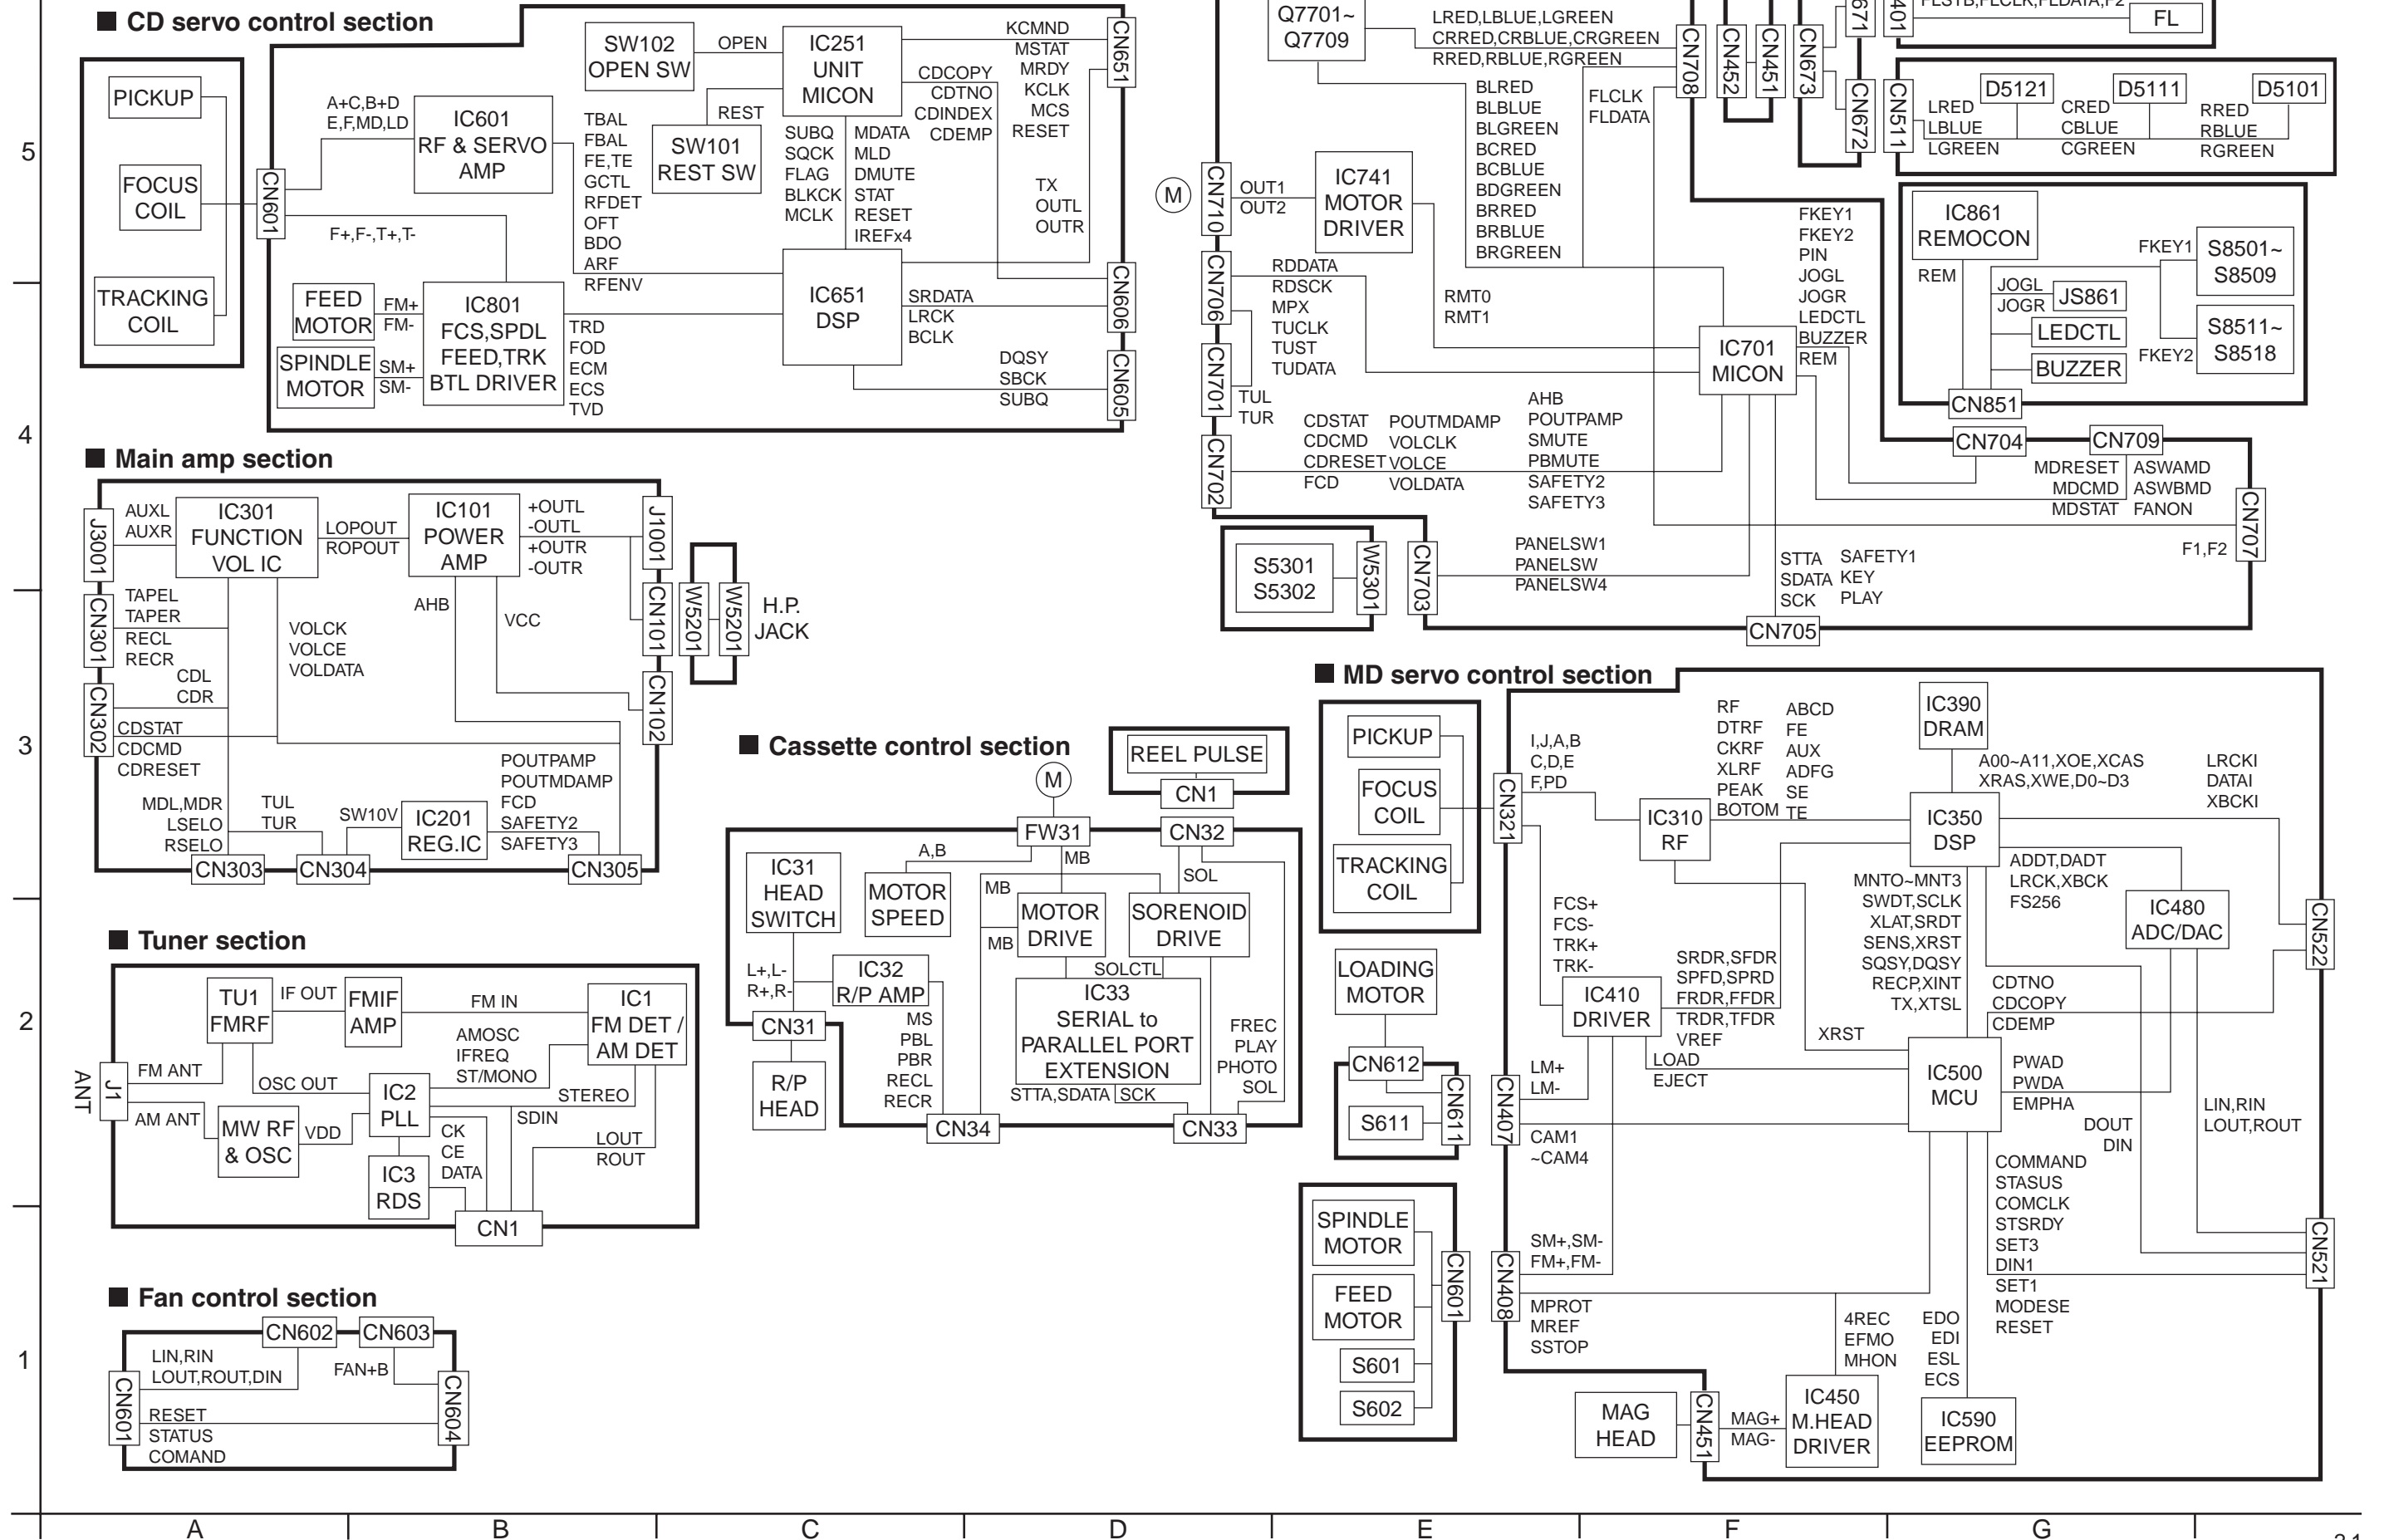 ■ CD servo control section
PICKUP
FOCUS
COIL
TRACKING
COIL
CN601
A+C,B+D
E,F,MD,LD
IC601
RF & SERVO
AMP
F+,F-,T+,T-
FEED
MOTOR
FM+
FM-
SPINDLE
MOTOR
SM+
SM-
IC801
FCS,SPDL
FEED,TRK
BTL DRIVER
TRD
FOD
ECM
ECS
TVD
TBAL
FBAL
FE,TE
GCTL
RFDET
OFT
BDO
ARF
RFENV
SW102
OPEN SW
OPEN
SW101
REST SW
REST
IC251
UNIT
MICON
SUBQ
SQCK
FLAG
BLKCK
MCLK
MDATA
MLD
DMUTE
STAT
RESET
IREFx4
CDCOPY
CDTNO
CDINDEX
CDEMP
KCMND
MSTAT
MRDY
KCLK
MCS
RESET
CN651
TX
OUTL
OUTR
IC651
DSP
SRDATA
LRCK
BCLK
CN606
DQSY
SBCK
SUBQ
CN605
Q7701~
Q7709
LRED,LBLUE,LGREEN
CRRED,CRBLUE,CRGREEN
RRED,RBLUE,RGREEN
BLRED
BLBLUE
BLGREEN
BCRED
BCBLUE
BDGREEN
BRRED
BRBLUE
BRGREEN
FLCLK
FLDATA
CN708
CN452
CN451
CN673
671
CN672
401
FLSTB,FLCLK,FLDATA,F2
FL
CN511
LRED
LBLUE
LGREEN
D5121
CRED
CBLUE
CGREEN
D5111
RRED
RBLUE
RGREEN
D5101
M
CN710
OUT1
OUT2
IC741
MOTOR
DRIVER
CN706
RDDATA
RDSCK
MPX
TUCLK
TUST
TUDATA
RMT0
RMT1
CN701
TUL
TUR
CN702
CDSTAT
CDCMD
CDRESET
FCD
POUTMDAMP
VOLCLK
VOLCE
VOLDATA
AHB
POUTPAMP
SMUTE
PBMUTE
SAFETY2
SAFETY3
IC701
MICON
FKEY1
FKEY2
PIN
JOGL
JOGR
LEDCTL
BUZZER
REM
IC861
REMOCON
REM
JOGL
JOGR
JS861
LEDCTL
BUZZER
FKEY1
S8501~
S8509
FKEY2
S8511~
S8518
CN851
CN704
CN709
MDRESET
MDCMD
MDSTAT
ASWAMD
ASWBMD
FANON
CN707
F1,F2
S5301
S5302
W5301
CN703
PANELSW1
PANELSW
PANELSW4
STTA
SDATA
SCK
SAFETY1
KEY
PLAY
CN705
■ Main amp section
J3001
AUXL
AUXR
IC301
FUNCTION
VOL IC
LOPOUT
ROPOUT
IC101
POWER
AMP
+OUTL
-OUTL
+OUTR
-OUTR
J1001
CN101
CN102
W5201
W5201
H.P.
JACK
CN301
TAPEL
TAPER
RECL
RECR
CDL
CDR
CN302
CDSTAT
CDCMD
CDRESET
VOLCK
VOLCE
VOLDATA
AHB
VCC
MDL,MDR
LSELO
RSELO
TUL
TUR
SW10V
IC201
REG.IC
POUTPAMP
POUTMDAMP
FCD
SAFETY2
SAFETY3
CN303
CN304
CN305
■ Tuner section
ANT
J1
FM ANT
AM ANT
TU1
FMRF
IF OUT
FMIF
AMP
FM IN
IC1
FM DET /
AM DET
OSC OUT
AMOSC
IFREQ
ST/MONO
STEREO
IC2
PLL
MW RF
& OSC
VDD
IC3
RDS
CK
CE
DATA
SDIN
LOUT
ROUT
CN1
■ Fan control section
CN602
CN603
LIN,RIN
LOUT,ROUT,DIN
FAN+B
CN601
RESET
STATUS
COMAND
CN604
■ Cassette control section
REEL PULSE
CN1
M
FW31
CN32
IC31
HEAD
SWITCH
A,B
MOTOR
SPEED
MB
MB
MB
MOTOR
DRIVE
SOL
SORENOID
DRIVE
L+,L-
R+,R-
IC32
R/P AMP
SOLCTL
IC33
SERIAL to
PARALLEL PORT
EXTENSION
CN31
R/P
HEAD
MS
PBL
PBR
RECL
RECR
STTA,SDATA
SCK
FREC
PLAY
PHOTO
SOL
CN34
CN33
■ MD servo control section
PICKUP
FOCUS
COIL
TRACKING
COIL
CN321
I,J,A,B
C,D,E
F,PD
IC310
RF
RF
DTRF
CKRF
XLRF
PEAK
BOTOM
ABCD
FE
AUX
ADFG
SE
TE
IC390
DRAM
A00~A11,XOE,XCAS
XRAS,XWE,D0~D3
IC350
DSP
LRCKI
DATAI
XBCKI
ADDT,DADT
LRCK,XBCK
FS256
IC480
ADC/DAC
CN522
FCS+
FCS-
TRK+
TRK-
MNTO~MNT3
SWDT,SCLK
XLAT,SRDT
SENS,XRST
SQSY,DQSY
RECP,XINT
TX,XTSL
LOADING
MOTOR
IC410
DRIVER
SRDR,SFDR
SPFD,SPRD
FRDR,FFDR
TRDR,TFDR
VREF
LOAD
EJECT
XRST
CDTNO
CDCOPY
CDEMP
IC500
MCU
PWAD
PWDA
EMPHA
CN612
CN611
S611
CN407
LM+
LM-
CAM1
~CAM4
DOUT
DIN
LIN,RIN
LOUT,ROUT
SPINDLE
MOTOR
FEED
MOTOR
S601
S602
CN601
CN408
SM+,SM-
FM+,FM-
MPROT
MREF
SSTOP
COMMAND
STASUS
COMCLK
STSRDY
SET3
DIN1
SET1
MODESE
RESET
CN521
4REC
EFMO
MHON
EDO
EDI
ESL
ECS
MAG
HEAD
CN451
MAG+
MAG-
IC450
M.HEAD
DRIVER
IC590
EEPROM
5
4
3
2
1
A
B
C
D
E
F
G